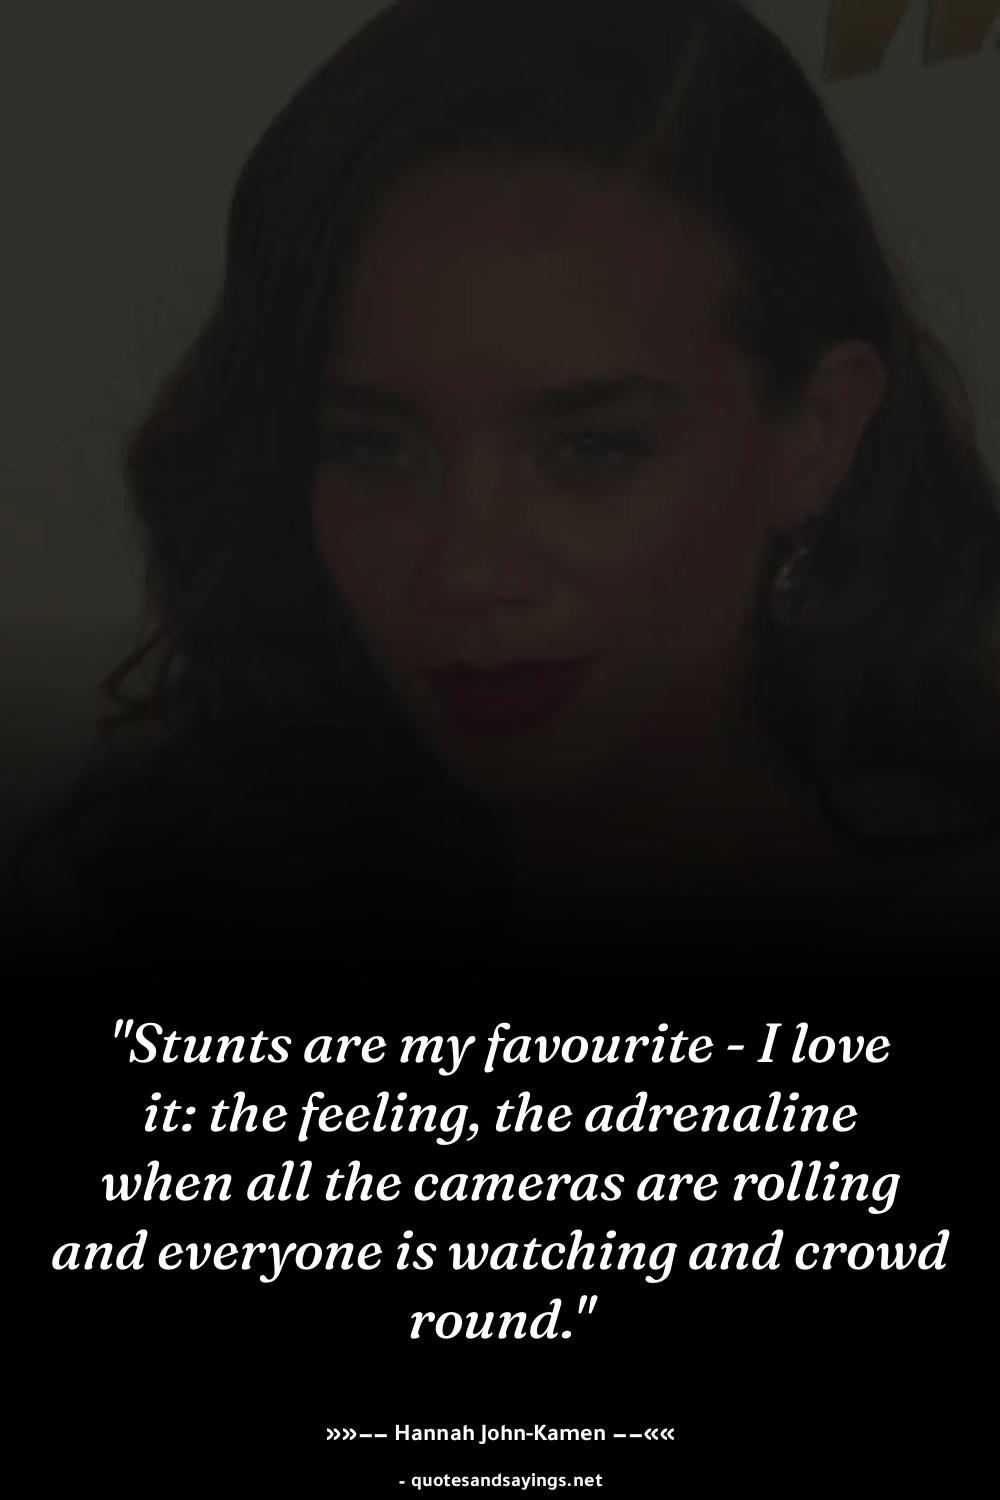 "Stunts are my favourite - I love
it: the feeling, the adrenaline
when all the cameras are rolling
and everyone is watching and crowd
round."
»»−− Hannah John-Kamen −−««
- quotesandsayings.net